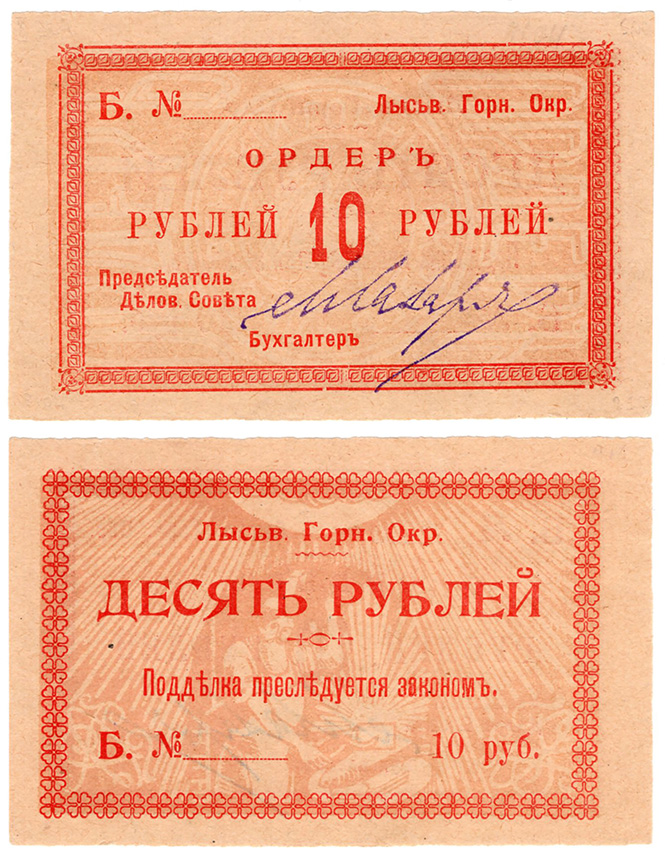 Б. № Лысьв. Горн. Окр.
ОРДЕРЪ
РУБЛЕЙ 10 РУБЛЕЙ
Предсѣдатель
Дѣлов. Совѣта
Бухгалтеръ
Лысьв. Горн. Окр.
ДЕСЯТЬ РУБЛЕЙ
Поддѣлка преслѣдуется закономъ.
Б. № 10 руб.